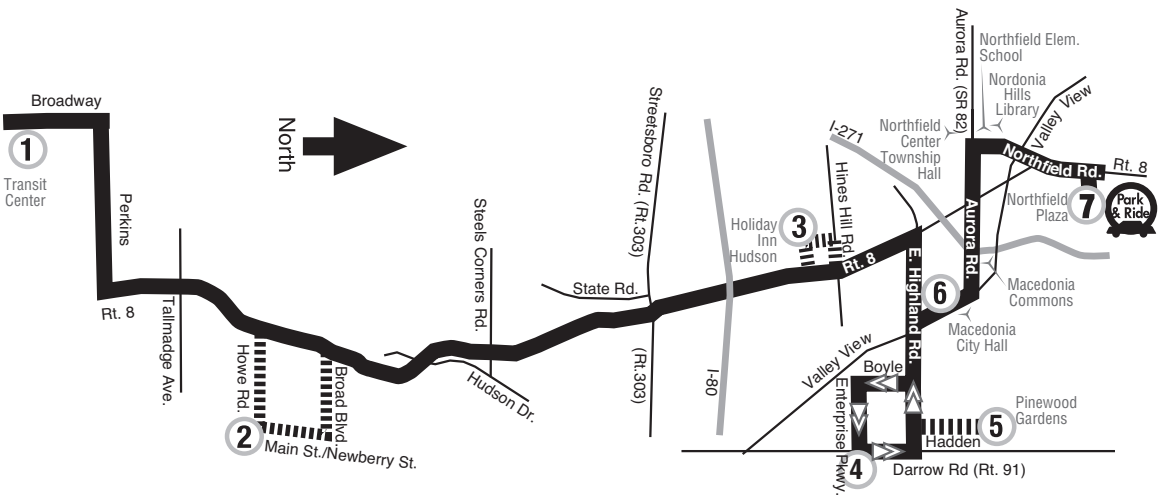 Broadway
1
Transit
Center
Perkins
Rt. 8
Tallmadge Ave.
North
Howe Rd.
Broad Blvd.
2
Main St./Newberry St.
Steels Corners Rd.
Hudson Dr.
State Rd.
Streetsboro Rd. (Rt.303)
(Rt.303)
I-80
Holiday
Inn
Hudson
3
Hines Hill Rd.
Rt. 8
I-271
Northfield
Center
Township
Hall
Aurora Rd. (SR 82)
Northfield Elem.
School
Nordonia
Hills
Library
Valley View
Northfield Rd.
Rt. 8
Northfield
Plaza
7
Park
& Ride
Aurora Rd.
E. Highland Rd.
6
Macedonia
Commons
Macedonia
City Hall
Valley View
Boyle
Enterprise Pkwy.
4
Hadden
5
Pinewood
Gardens
Darrow Rd (Rt. 91)